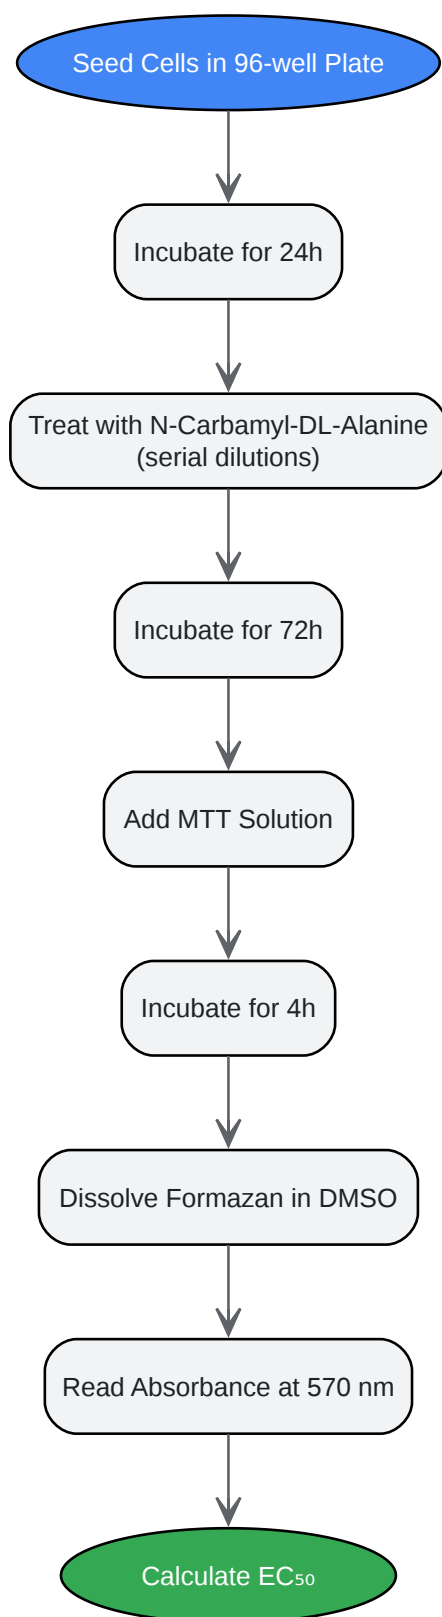 Seed Cells in 96-well Plate
Incubate for 24h
Treat with N-Carbamyl-DL-Alanine
(serial dilutions)
Incubate for 72h
Add MTT Solution
Incubate for 4h
Dissolve Formazan in DMSO
Read Absorbance at 570 nm
Calculate EC₅₀